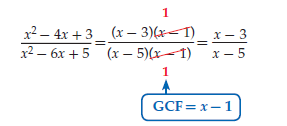 1
x² – 4x + 3 / x² – 6x + 5 = (x – 3)(x – 1) / (x – 5)(x – 1) = x – 3 / x – 5
1
GCF = x – 1